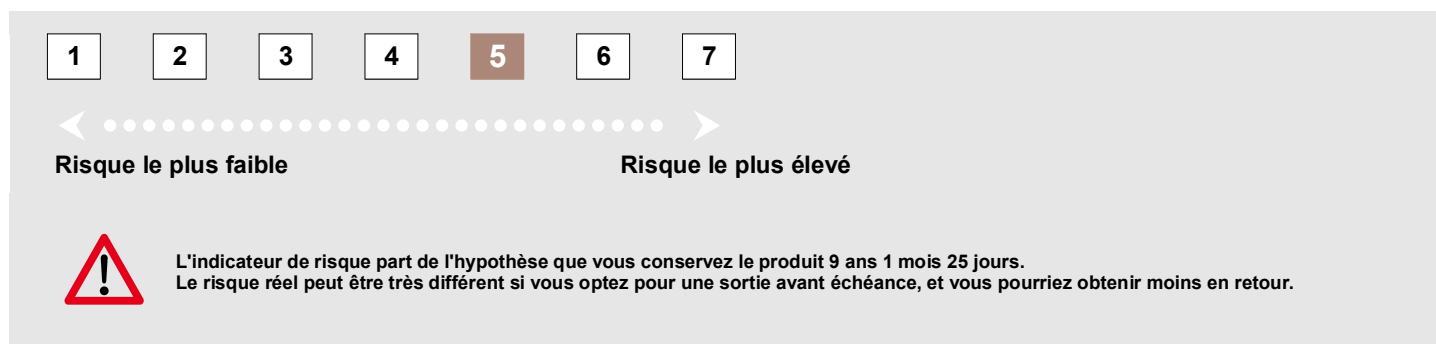 1 2 3 4 5 6 7
Risque le plus faible Risque le plus élevé
L'indicateur de risque part de l'hypothèse que vous conservez le produit 9 ans 1 mois 25 jours.
Le risque réel peut être très différent si vous optez pour une sortie avant échéance, et vous pourriez obtenir moins en retour.